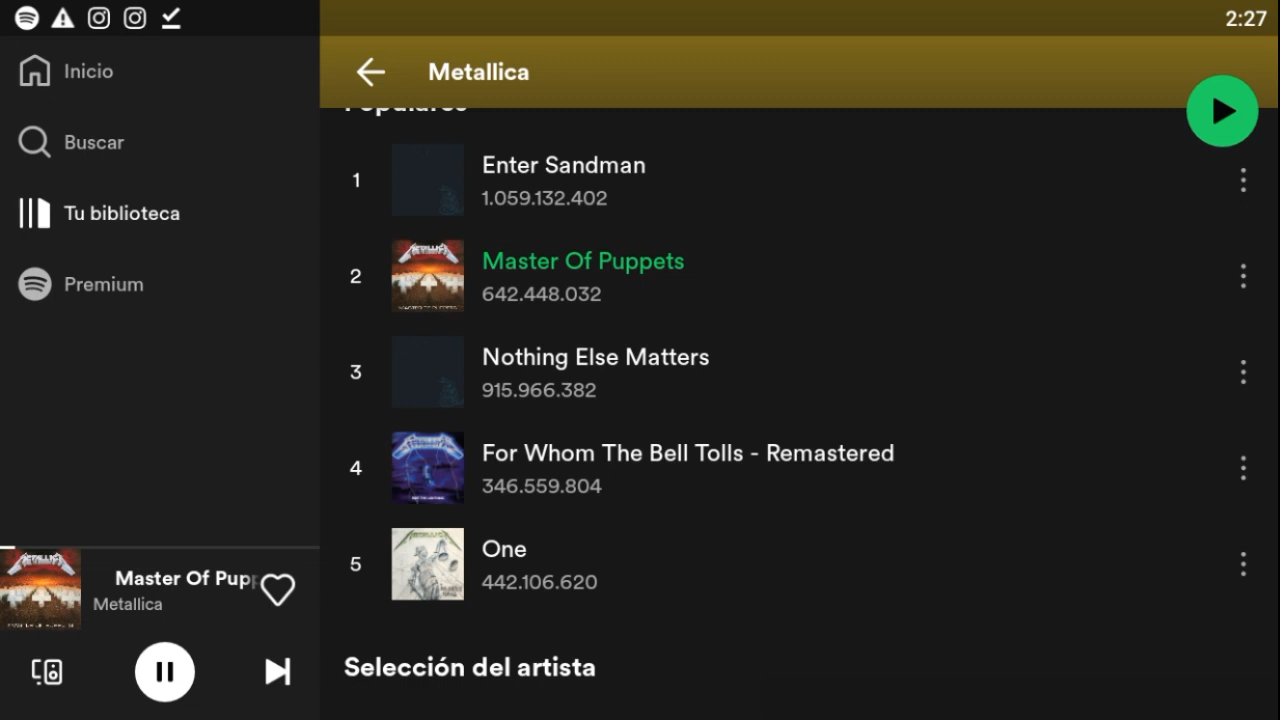 2:27
Inicio
Buscar
Tu biblioteca
Premium
Metallica
Populares
1
Enter Sandman
1.059.132.402
2
Master Of Puppets
642.448.032
3
Nothing Else Matters
915.966.382
4
For Whom The Bell Tolls - Remastered
346.559.804
5
One
442.106.620
Selección del artista
Master Of Pup
Metallica